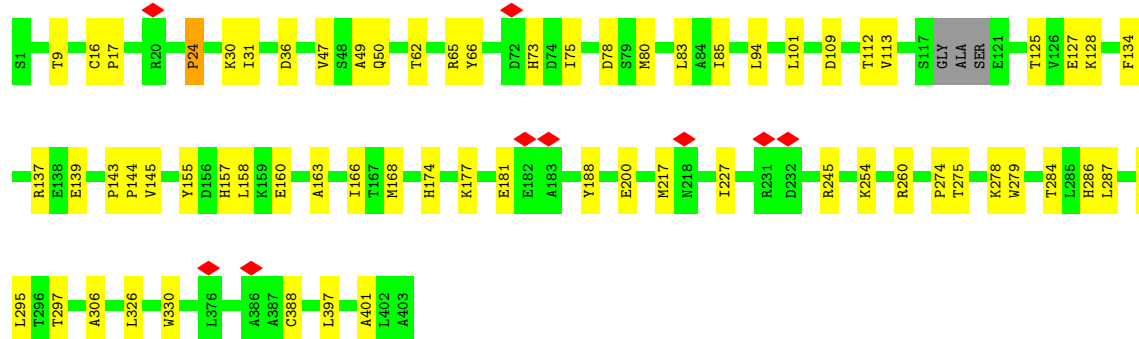 S1 T9 C16 P17 R20 P24 K30 I31 D36 V47 S48 A49 Q50 T62 R65 Y66 D72 H73 D74 I75 D78 S79 M80 L83 A84 I85 L94 L101 D109 T112 V113 S117 GLY ALA SER E121 T125 V126 E127 K128 F134
R137 E138 E139 P143 P144 V145 Y155 D156 H157 L158 K159 E160 A163 I166 T167 M168 H174 K177 E181 E182 A183 Y188 E200 M217 N218 I227 R231 D232 R245 K254 R260 P274 T275 K278 W279 T284 L285 H286 L287
L295 T296 T297 A306 L326 W330 L376 A386 A387 C388 L397 A401 L402 A403